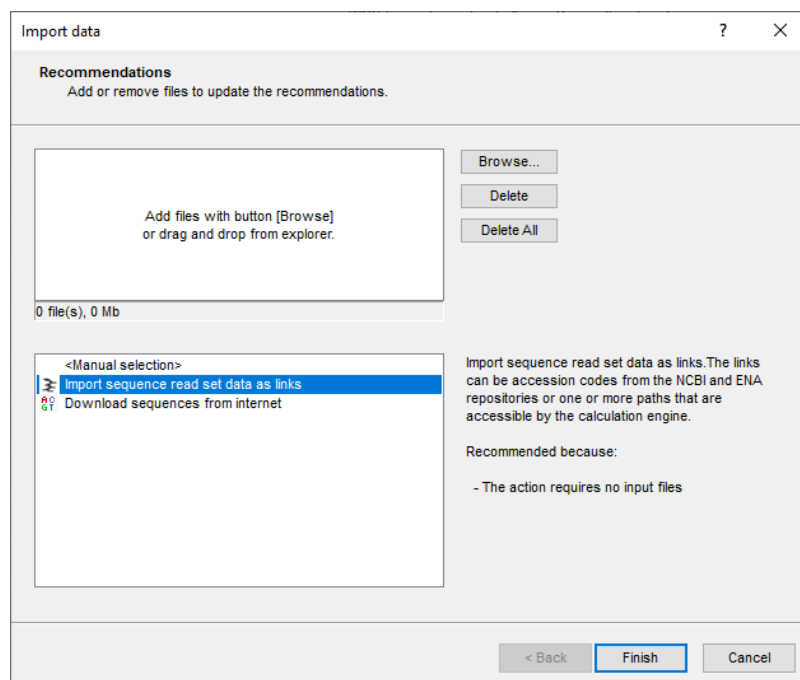 Import data
?
Recommendations
Add or remove files to update the recommendations.
Add files with button [Browse]
or drag and drop from explorer.
Browse...
Delete
Delete All
0 file(s), 0 Mb
<Manual selection>
Import sequence read set data as links
AC
GT
Download sequences from internet
Import sequence read set data as links.The links
can be accession codes from the NCBI and ENA
repositories or one or more paths that are
accessible by the calculation engine.
Recommended because:
- The action requires no input files
< Back
Finish
Cancel